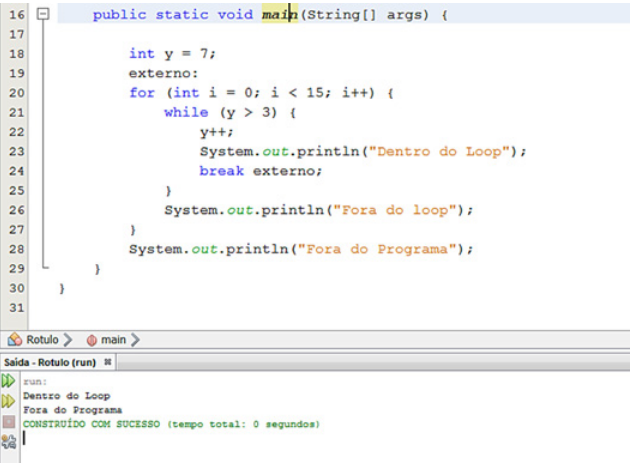 16 public static void main(String[] args) {
17
18 int y = 7;
19 externo:
20 for (int i = 0; i < 15; i++) {
21 while (y > 3) {
22 y++;
23 System.out.println("Dentro do Loop");
24 break externo;
25 }
26 System.out.println("Fora do loop");
27 }
28 System.out.println("Fora do Programa");
29 }
30 }
31
Rotulo main
Saída - Rotulo (run)
run:
Dentro do Loop
Fora do Programa
CONSTRUÍDO COM SUCESSO (tempo total: 0 segundos)